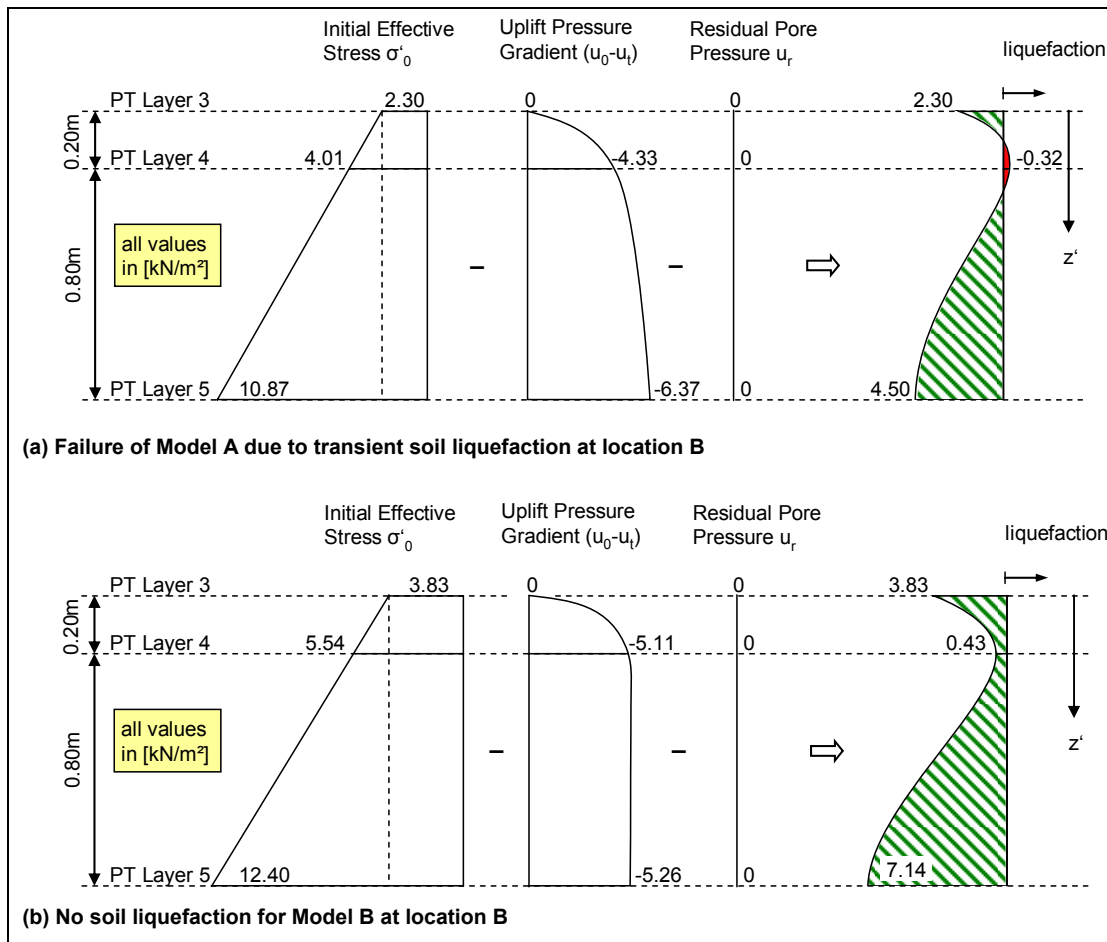 Initial Effective
Stress σ'₀
Uplift Pressure
Gradient (u₀-uₜ)
Residual Pore
Pressure uᵣ
liquefaction
PT Layer 3
2.30
0
0
2.30
0.20m
PT Layer 4
4.01
-4.33
0
-0.32
0.80m
all values
in [kN/m²]
–
–
z'
PT Layer 5
10.87
-6.37
0
4.50
(a) Failure of Model A due to transient soil liquefaction at location B
Initial Effective
Stress σ'₀
Uplift Pressure
Gradient (u₀-uₜ)
Residual Pore
Pressure uᵣ
liquefaction
PT Layer 3
3.83
0
0
3.83
0.20m
PT Layer 4
5.54
-5.11
0
0.43
0.80m
all values
in [kN/m²]
–
–
z'
PT Layer 5
12.40
-5.26
0
7.14
(b) No soil liquefaction for Model B at location B